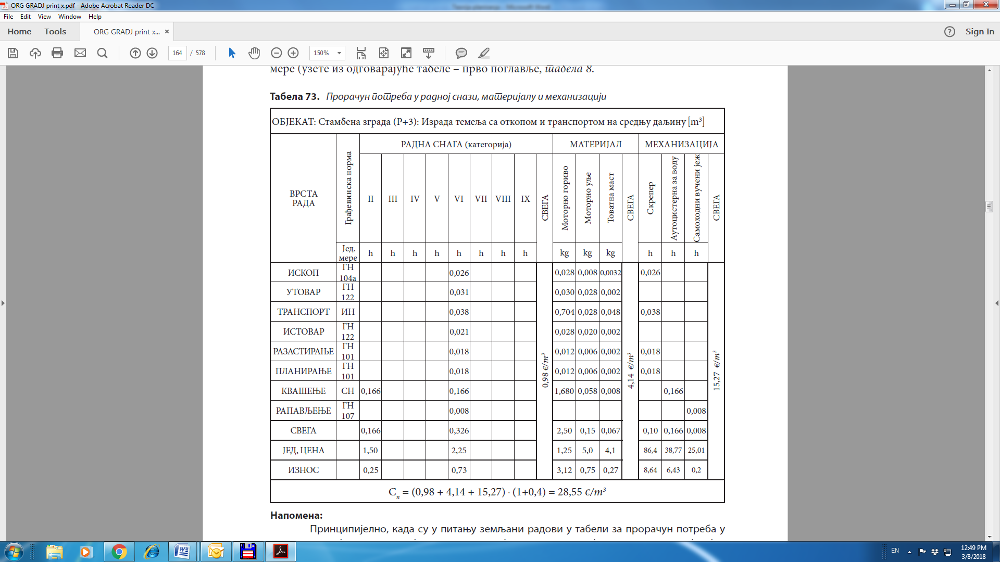 ORG GRADJ print x.pdf - Adobe Acrobat Reader DC
File Edit View Window Help
Home Tools ORG GRADJ print x... × Sign In
164 / 578 150%
мере (узете из одговарајуће табеле – прво поглавље, табела 8.
Табела 73. Прорачун потреба у радној снази, материјалу и механизацији
ОБЈЕКАТ: Стамбена зграда (P+3): Израда темеља са откопом и транспортом на средњу даљину [m³]
ВРСТА РАДА Грађевинска норма РАДНА СНАГА (категорија) МАТЕРИЈАЛ МЕХАНИЗАЦИЈА
II III IV V VI VII VIII IX СВЕГА Моторно гориво Моторно уље Товатна маст СВЕГА Скрепер Аутоцистерна за воду Самоходни вучени јеж СВЕГА
Јед. мере h h h h h h h h kg kg kg h h h
ИСКОП ГН 104а 0,026 0,028 0,008 0,0032 0,026
УТОВАР ГН 122 0,031 0,030 0,028 0,002
ТРАНСПОРТ ИН 0,038 0,704 0,028 0,048 0,038
ИСТОВАР ГН 122 0,021 0,028 0,020 0,002
РАЗАСТИРАЊЕ ГН 101 0,018 0,012 0,006 0,002 0,018
ПЛАНИРАЊЕ ГН 101 0,018 0,012 0,006 0,002 0,018
КВАШЕЊЕ СН 0,166 0,166 1,680 0,058 0,008 0,166
РАПАВЉЕЊЕ ГН 107 0,008 0,008
СВЕГА 0,166 0,326 2,50 0,15 0,067 0,10 0,166 0,008
ЈЕД, ЦЕНА 1,50 2,25 1,25 5,0 4,1 86,4 38,77 25,01
ИЗНОС 0,25 0,73 3,12 0,75 0,27 8,64 6,43 0,2
0,98 €/m³ 4,14 €/m³ 15,27 €/m³
Cₙ = (0,98 + 4,14 + 15,27) · (1+0,4) = 28,55 €/m³
Напомена:
Принципијелно, када су у питању земљани радови у табели за прорачун потреба у
EN 12:49 PM
3/8/2018